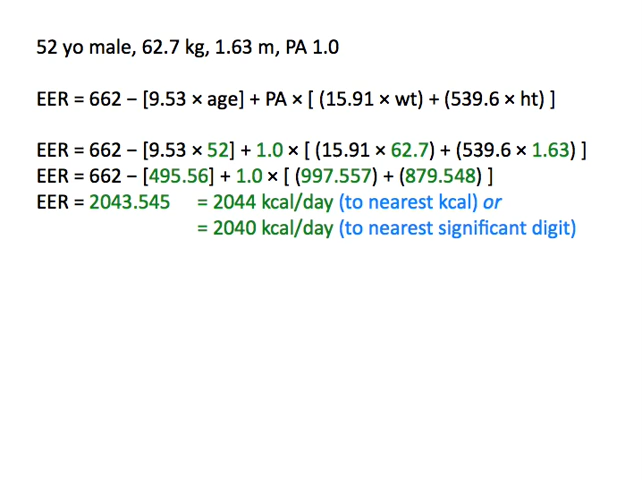 52 yo male, 62.7 kg, 1.63 m, PA 1.0
EER = 662 − [9.53 × age] + PA × [ (15.91 × wt) + (539.6 × ht) ]
EER = 662 − [9.53 × 52] + 1.0 × [ (15.91 × 62.7) + (539.6 × 1.63) ]
EER = 662 − [495.56] + 1.0 × [ (997.557) + (879.548) ]
EER = 2043.545 = 2044 kcal/day (to nearest kcal) or
= 2040 kcal/day (to nearest significant digit)